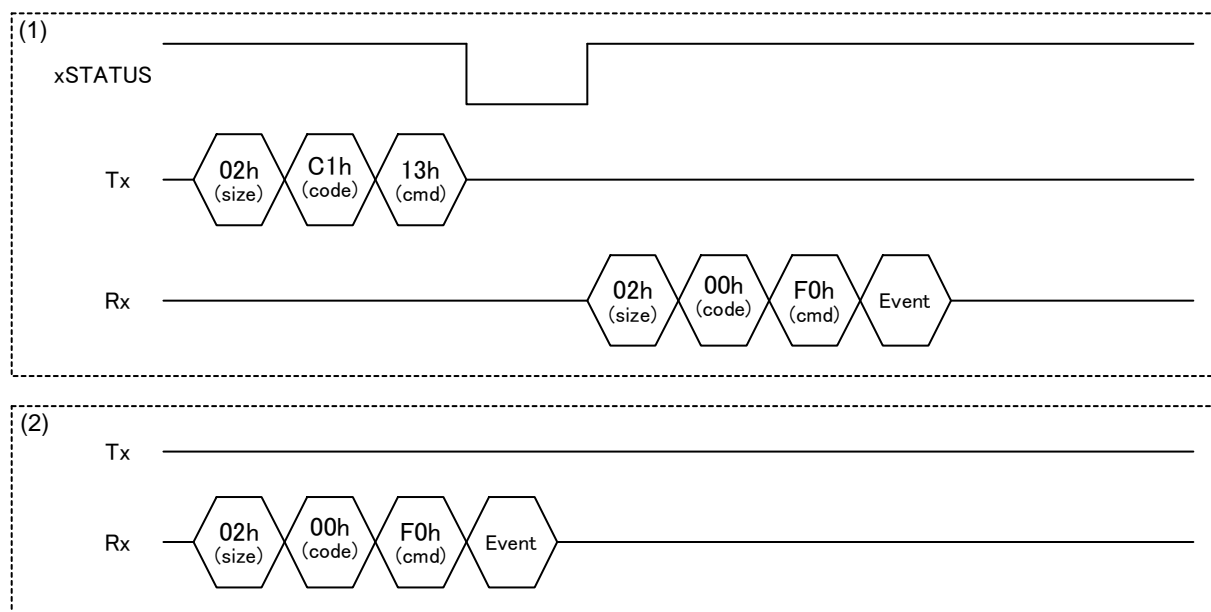 (1)
xSTATUS
Tx
02h
(size)
C1h
(code)
13h
(cmd)
Rx
02h
(size)
00h
(code)
F0h
(cmd)
Event
(2)
Tx
Rx
02h
(size)
00h
(code)
F0h
(cmd)
Event